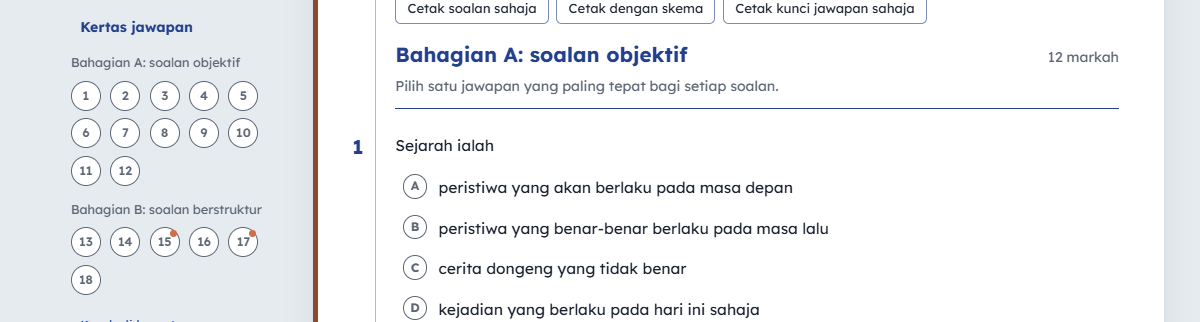 Kertas jawapan
Bahagian A: soalan objektif
1 2 3 4 5
6 7 8 9 10
11 12
Bahagian B: soalan berstruktur
13 14 15 16 17
18
Cetak soalan sahaja Cetak dengan skema Cetak kunci jawapan sahaja
Bahagian A: soalan objektif 12 markah
Pilih satu jawapan yang paling tepat bagi setiap soalan.
1 Sejarah ialah
A peristiwa yang akan berlaku pada masa depan
B peristiwa yang benar-benar berlaku pada masa lalu
C cerita dongeng yang tidak benar
D kejadian yang berlaku pada hari ini sahaja